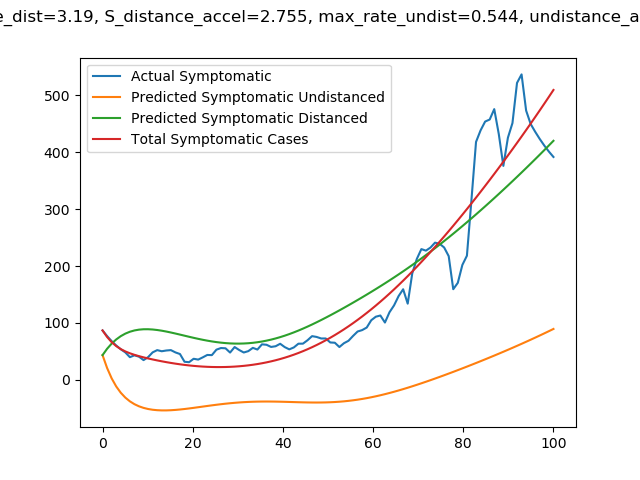 e_dist=3.19, S_distance_accel=2.755, max_rate_undist=0.544, undistance_a
Actual Symptomatic
Predicted Symptomatic Undistanced
Predicted Symptomatic Distanced
Total Symptomatic Cases
500
400
300
200
100
0
0 20 40 60 80 100